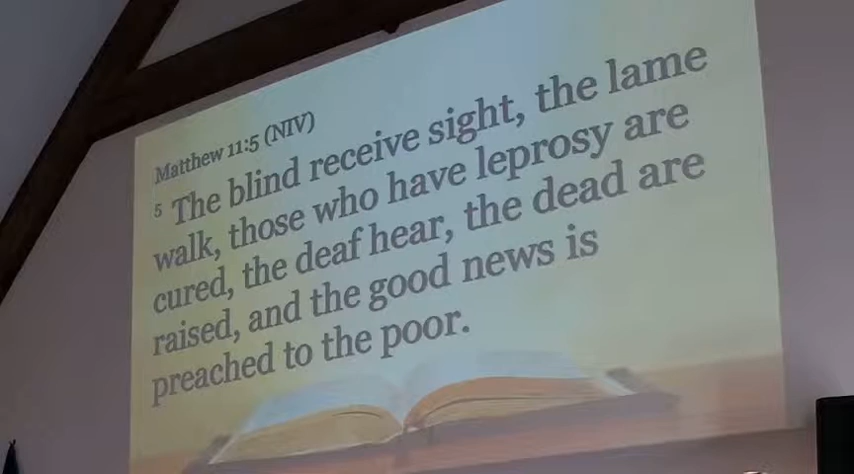 Matthew 11:5 (NIV)
5 The blind receive sight, the lame
walk, those who have leprosy are
cured, the deaf hear, the dead are
raised, and the good news is
preached to the poor.